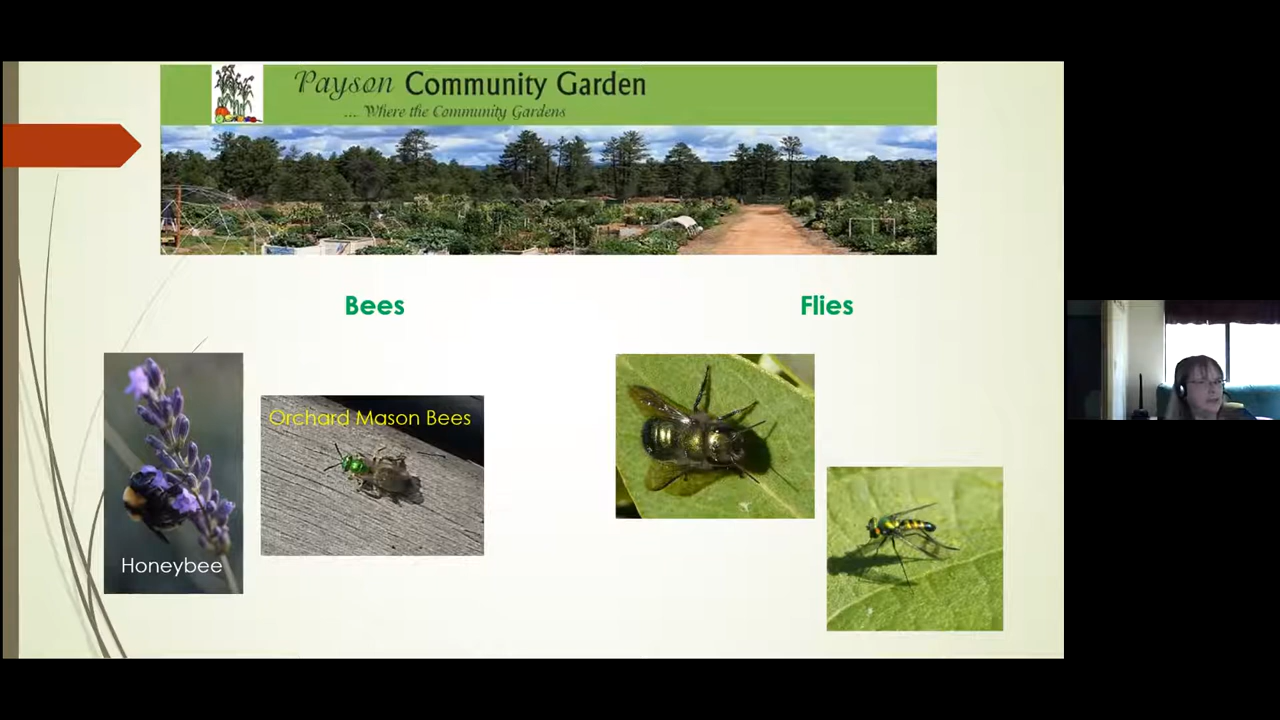 Payson Community Garden
.... Where the Community Gardens
Bees
Flies
Orchard Mason Bees
Honeybee